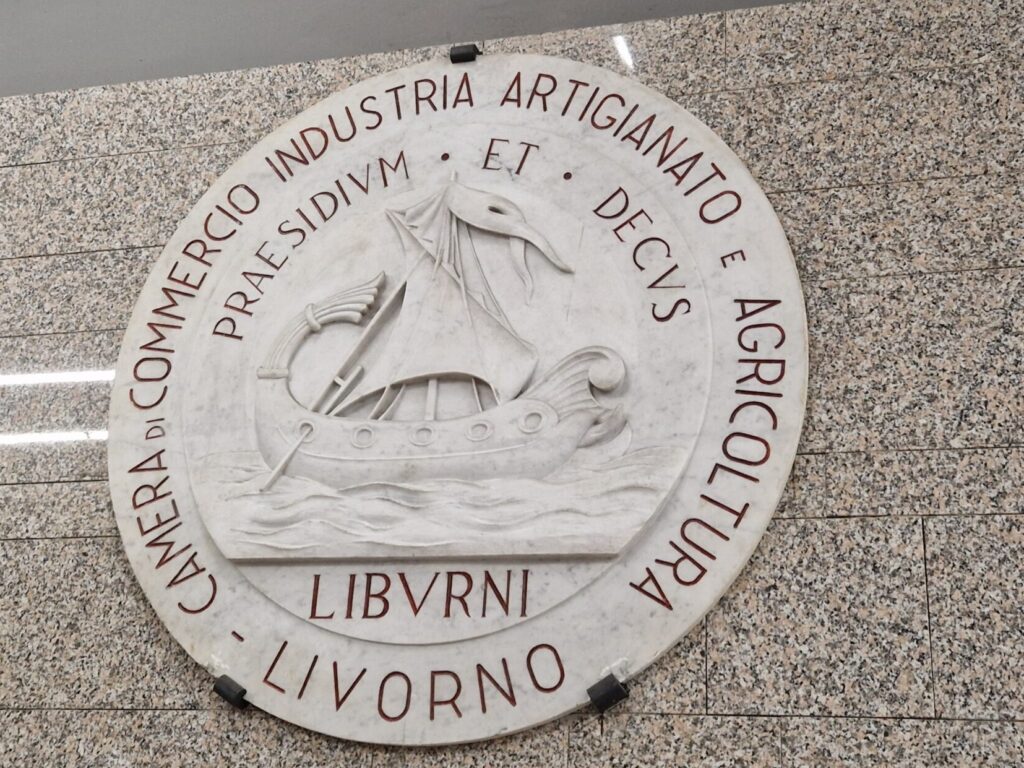 CAMERA DI COMMERCIO INDUSTRIA ARTIGIANATO E AGRICOLTURA
- LIVORNO -
PRAESIDIVM · ET · DECVS
LIBVRNI